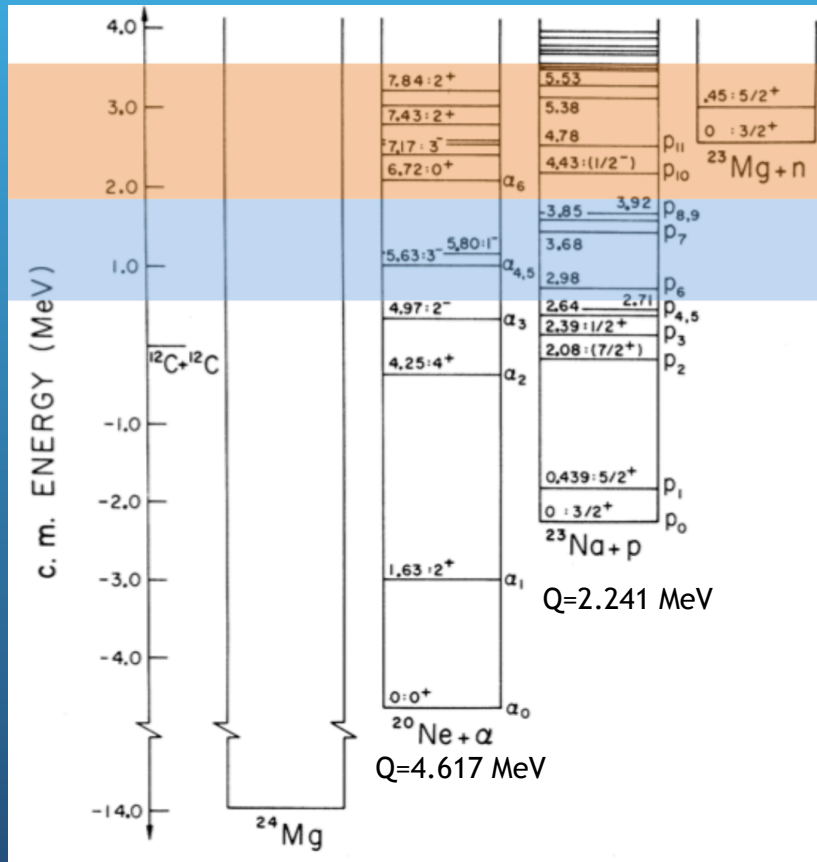 c. m. ENERGY (MeV)
4.0
3.0
2.0
1.0
-1.0
-2.0
-3.0
-4.0
-14.0
¹²C+¹²C
²⁴Mg
7.84:2⁺
7.43:2⁺
7.17:3⁻
6.72:0⁺ α₆
5.80:1⁻
5.63:3⁻ α₄,₅
4.97:2⁻ α₃
4.25:4⁺ α₂
1.63:2⁺ α₁
0:0⁺ α₀
²⁰Ne+α
Q=4.617 MeV
5.53
5.38
4.78 p₁₁
4.43:(1/2⁻) p₁₀
3.92
3.85 p₈,₉
3.68 p₇
2.98 p₆
2.71
2.64 p₄,₅
2.39:1/2⁺ p₃
2.08:(7/2⁺) p₂
0.439:5/2⁺ p₁
0 :3/2⁺ p₀
²³Na+p
Q=2.241 MeV
.45:5/2⁺
0 :3/2⁺
²³Mg+n